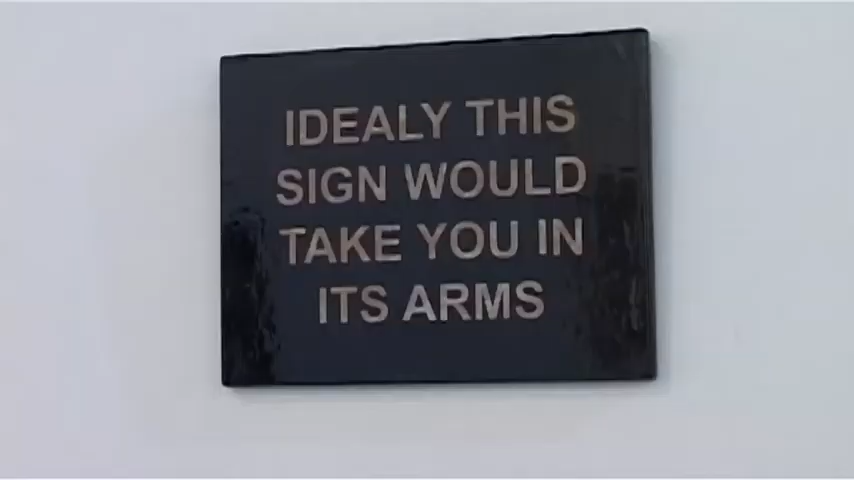 IDEALY THIS
SIGN WOULD
TAKE YOU IN
ITS ARMS